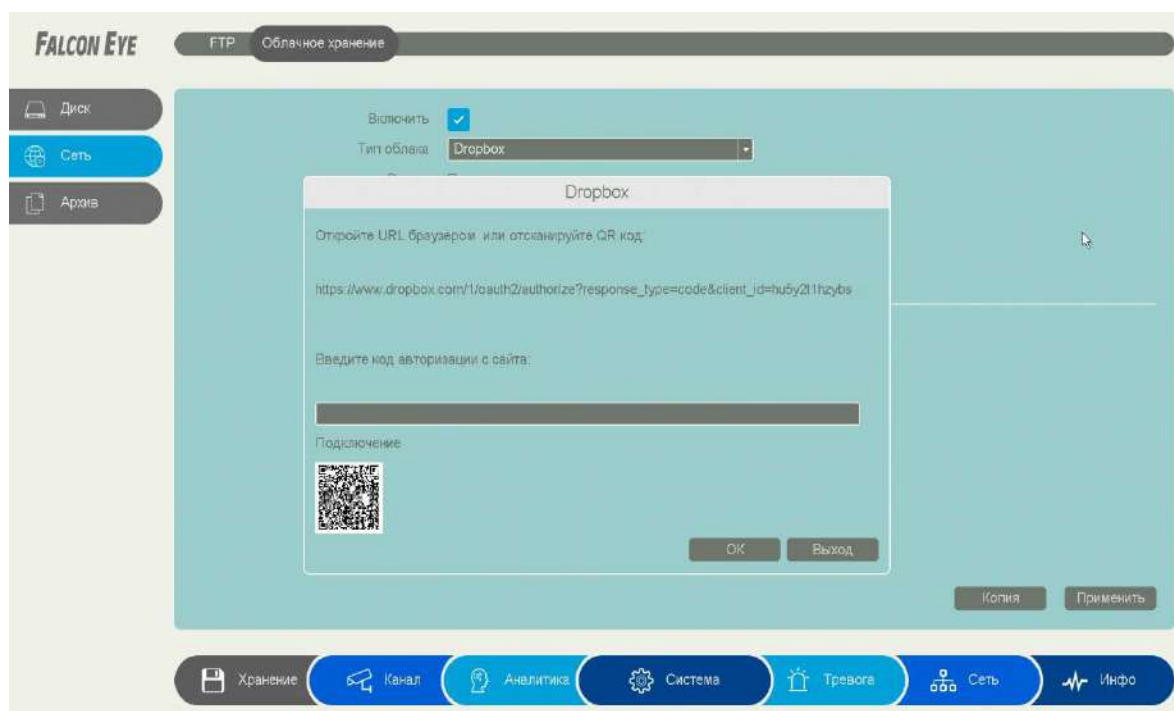 FALCON EYE
FTP Облачное хранение
Диск
Сеть
Архив
Включить
Тип облака Dropbox
Dropbox
Откройте URL браузером или отсканируйте QR код:
https://www.dropbox.com/1/oauth2/authorize?response_type=code&client_id=hu5y2l1hzybs
Введите код авторизации с сайта:
Подключение
OK Выход
Копия Применить
Хранение Канал Аналитика Система Тревога Сеть Инфо